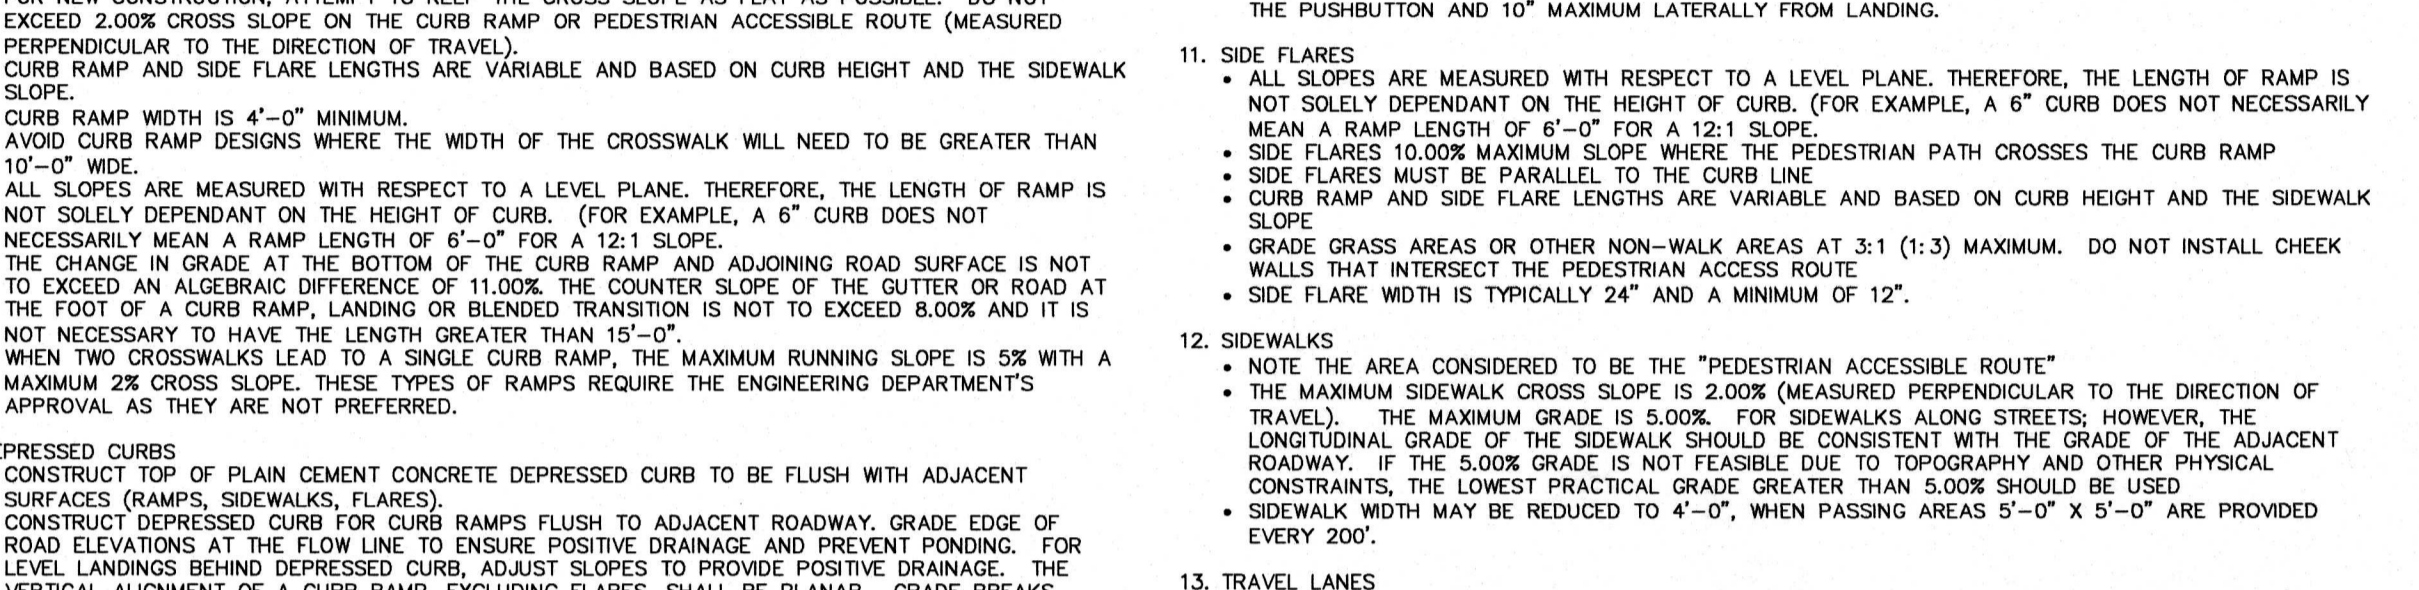 FOR NEW CONSTRUCTION, ATTEMPT TO KEEP THE CROSS SLOPE AS FLAT AS POSSIBLE. DO NOT
EXCEED 2.00% CROSS SLOPE ON THE CURB RAMP OR PEDESTRIAN ACCESSIBLE ROUTE (MEASURED
PERPENDICULAR TO THE DIRECTION OF TRAVEL).
CURB RAMP AND SIDE FLARE LENGTHS ARE VARIABLE AND BASED ON CURB HEIGHT AND THE SIDEWALK
SLOPE.
CURB RAMP WIDTH IS 4'-0" MINIMUM.
AVOID CURB RAMP DESIGNS WHERE THE WIDTH OF THE CROSSWALK WILL NEED TO BE GREATER THAN
10'-0" WIDE.
ALL SLOPES ARE MEASURED WITH RESPECT TO A LEVEL PLANE. THEREFORE, THE LENGTH OF RAMP IS
NOT SOLELY DEPENDANT ON THE HEIGHT OF CURB. (FOR EXAMPLE, A 6" CURB DOES NOT
NECESSARILY MEAN A RAMP LENGTH OF 6'-0" FOR A 12:1 SLOPE.
THE CHANGE IN GRADE AT THE BOTTOM OF THE CURB RAMP AND ADJOINING ROAD SURFACE IS NOT
TO EXCEED AN ALGEBRAIC DIFFERENCE OF 11.00%. THE COUNTER SLOPE OF THE GUTTER OR ROAD AT
THE FOOT OF A CURB RAMP, LANDING OR BLENDED TRANSITION IS NOT TO EXCEED 8.00% AND IT IS
NOT NECESSARY TO HAVE THE LENGTH GREATER THAN 15'-0".
WHEN TWO CROSSWALKS LEAD TO A SINGLE CURB RAMP, THE MAXIMUM RUNNING SLOPE IS 5% WITH A
MAXIMUM 2% CROSS SLOPE. THESE TYPES OF RAMPS REQUIRE THE ENGINEERING DEPARTMENT'S
APPROVAL AS THEY ARE NOT PREFERRED.
EPRESSED CURBS
CONSTRUCT TOP OF PLAIN CEMENT CONCRETE DEPRESSED CURB TO BE FLUSH WITH ADJACENT
SURFACES (RAMPS, SIDEWALKS, FLARES).
CONSTRUCT DEPRESSED CURB FOR CURB RAMPS FLUSH TO ADJACENT ROADWAY. GRADE EDGE OF
ROAD ELEVATIONS AT THE FLOW LINE TO ENSURE POSITIVE DRAINAGE AND PREVENT PONDING. FOR
LEVEL LANDINGS BEHIND DEPRESSED CURB, ADJUST SLOPES TO PROVIDE POSITIVE DRAINAGE. THE
VERTICAL ALIGNMENT OF A CURB RAMP, EXCLUDING FLARES, SHALL BE PLANAR. GRADE BREAKS
THE PUSHBUTTON AND 10" MAXIMUM LATERALLY FROM LANDING.
11. SIDE FLARES
• ALL SLOPES ARE MEASURED WITH RESPECT TO A LEVEL PLANE. THEREFORE, THE LENGTH OF RAMP IS
NOT SOLELY DEPENDANT ON THE HEIGHT OF CURB. (FOR EXAMPLE, A 6" CURB DOES NOT NECESSARILY
MEAN A RAMP LENGTH OF 6'-0" FOR A 12:1 SLOPE.
• SIDE FLARES 10.00% MAXIMUM SLOPE WHERE THE PEDESTRIAN PATH CROSSES THE CURB RAMP
• SIDE FLARES MUST BE PARALLEL TO THE CURB LINE
• CURB RAMP AND SIDE FLARE LENGTHS ARE VARIABLE AND BASED ON CURB HEIGHT AND THE SIDEWALK
SLOPE
• GRADE GRASS AREAS OR OTHER NON-WALK AREAS AT 3:1 (1:3) MAXIMUM. DO NOT INSTALL CHEEK
WALLS THAT INTERSECT THE PEDESTRIAN ACCESS ROUTE
• SIDE FLARE WIDTH IS TYPICALLY 24" AND A MINIMUM OF 12".
12. SIDEWALKS
• NOTE THE AREA CONSIDERED TO BE THE "PEDESTRIAN ACCESSIBLE ROUTE"
• THE MAXIMUM SIDEWALK CROSS SLOPE IS 2.00% (MEASURED PERPENDICULAR TO THE DIRECTION OF
TRAVEL). THE MAXIMUM GRADE IS 5.00%. FOR SIDEWALKS ALONG STREETS; HOWEVER, THE
LONGITUDINAL GRADE OF THE SIDEWALK SHOULD BE CONSISTENT WITH THE GRADE OF THE ADJACENT
ROADWAY. IF THE 5.00% GRADE IS NOT FEASIBLE DUE TO TOPOGRAPHY AND OTHER PHYSICAL
CONSTRAINTS, THE LOWEST PRACTICAL GRADE GREATER THAN 5.00% SHOULD BE USED
• SIDEWALK WIDTH MAY BE REDUCED TO 4'-0", WHEN PASSING AREAS 5'-0" X 5'-0" ARE PROVIDED
EVERY 200'.
13. TRAVEL LANES